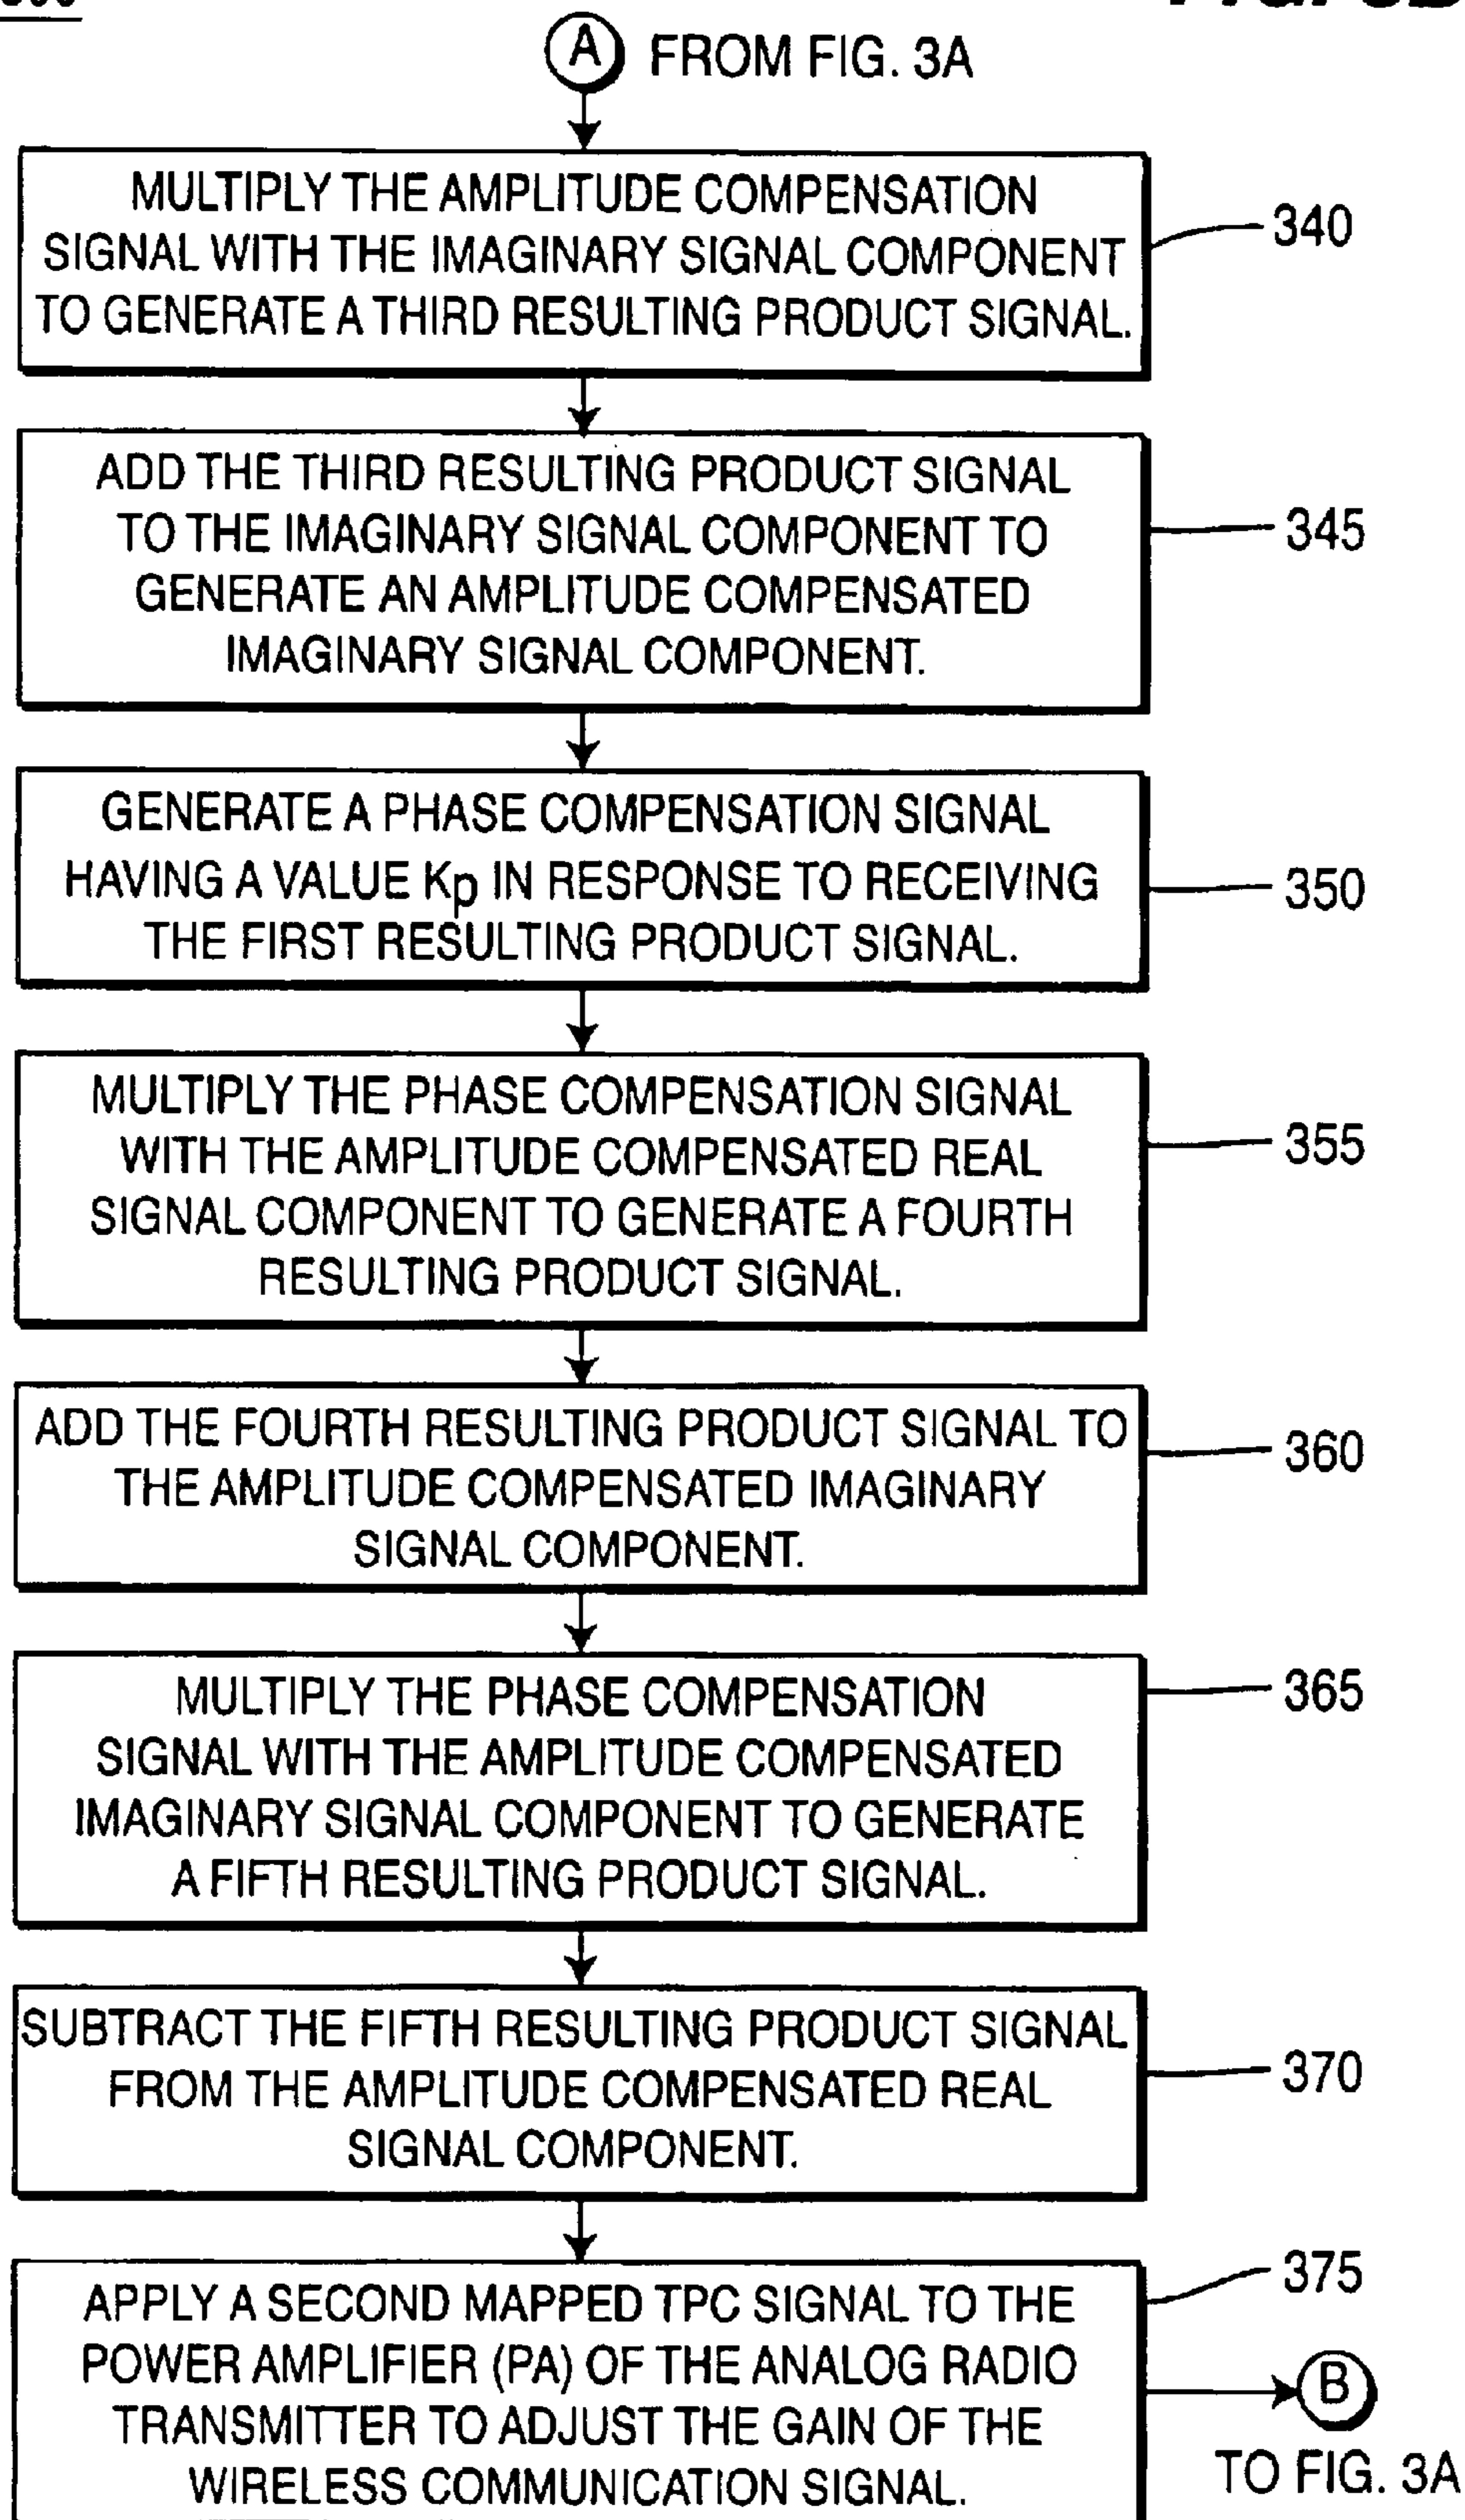 A FROM FIG. 3A
MULTIPLY THE AMPLITUDE COMPENSATION
SIGNAL WITH THE IMAGINARY SIGNAL COMPONENT
TO GENERATE A THIRD RESULTING PRODUCT SIGNAL.
340
ADD THE THIRD RESULTING PRODUCT SIGNAL
TO THE IMAGINARY SIGNAL COMPONENT TO
GENERATE AN AMPLITUDE COMPENSATED
IMAGINARY SIGNAL COMPONENT.
345
GENERATE A PHASE COMPENSATION SIGNAL
HAVING A VALUE Kp IN RESPONSE TO RECEIVING
THE FIRST RESULTING PRODUCT SIGNAL.
350
MULTIPLY THE PHASE COMPENSATION SIGNAL
WITH THE AMPLITUDE COMPENSATED REAL
SIGNAL COMPONENT TO GENERATE A FOURTH
RESULTING PRODUCT SIGNAL.
355
ADD THE FOURTH RESULTING PRODUCT SIGNAL TO
THE AMPLITUDE COMPENSATED IMAGINARY
SIGNAL COMPONENT.
360
MULTIPLY THE PHASE COMPENSATION
SIGNAL WITH THE AMPLITUDE COMPENSATED
IMAGINARY SIGNAL COMPONENT TO GENERATE
A FIFTH RESULTING PRODUCT SIGNAL.
365
SUBTRACT THE FIFTH RESULTING PRODUCT SIGNAL
FROM THE AMPLITUDE COMPENSATED REAL
SIGNAL COMPONENT.
370
APPLY A SECOND MAPPED TPC SIGNAL TO THE
POWER AMPLIFIER (PA) OF THE ANALOG RADIO
TRANSMITTER TO ADJUST THE GAIN OF THE
WIRELESS COMMUNICATION SIGNAL.
375
B
TO FIG. 3A